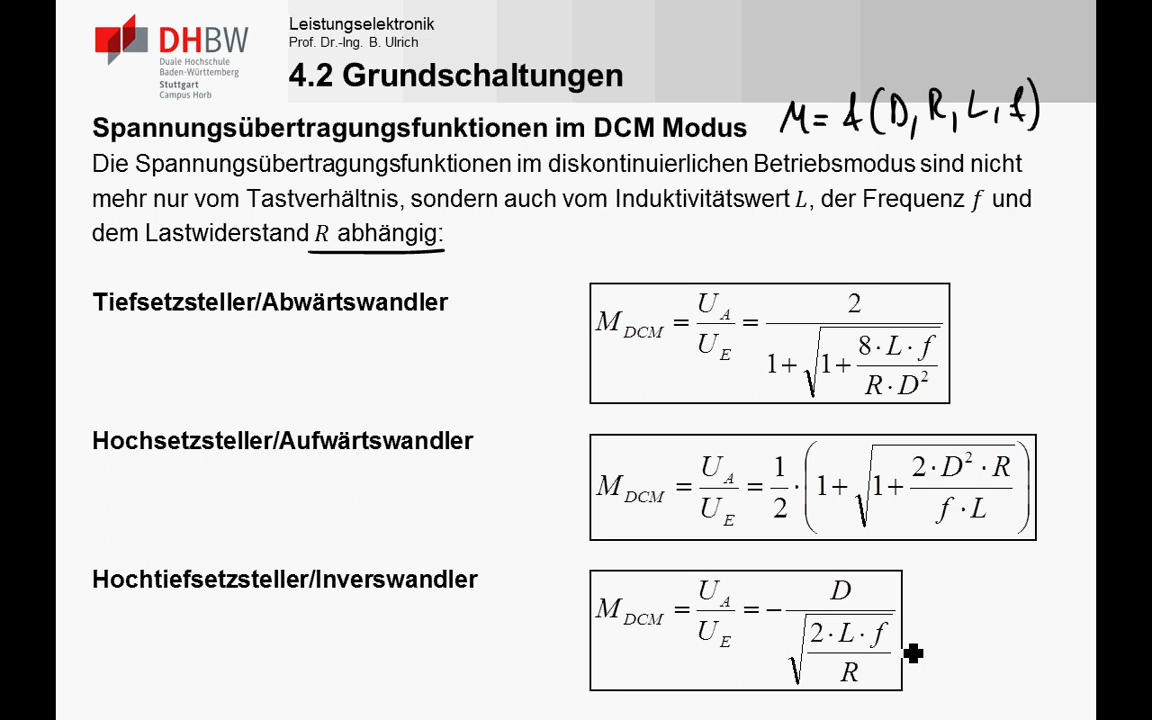 DHBW
Duale Hochschule
Baden-Württemberg
Stuttgart
Campus Horb
Leistungselektronik
Prof. Dr.-Ing. B. Ulrich
4.2 Grundschaltungen
Spannungsübertragungsfunktionen im DCM Modus
M = f(D, R, L, f)
Die Spannungsübertragungsfunktionen im diskontinuierlichen Betriebsmodus sind nicht
mehr nur vom Tastverhältnis, sondern auch vom Induktivitätswert L, der Frequenz f und
dem Lastwiderstand R abhängig:
Tiefsetzsteller/Abwärtswandler
M_DCM = U_A / U_E = 2 / (1 + √(1 + (8·L·f) / (R·D²)))
Hochsetzsteller/Aufwärtswandler
M_DCM = U_A / U_E = 1/2 · (1 + √(1 + (2·D²·R) / (f·L)))
Hochtiefsetzsteller/Inverswandler
M_DCM = U_A / U_E = − D / √((2·L·f) / R)